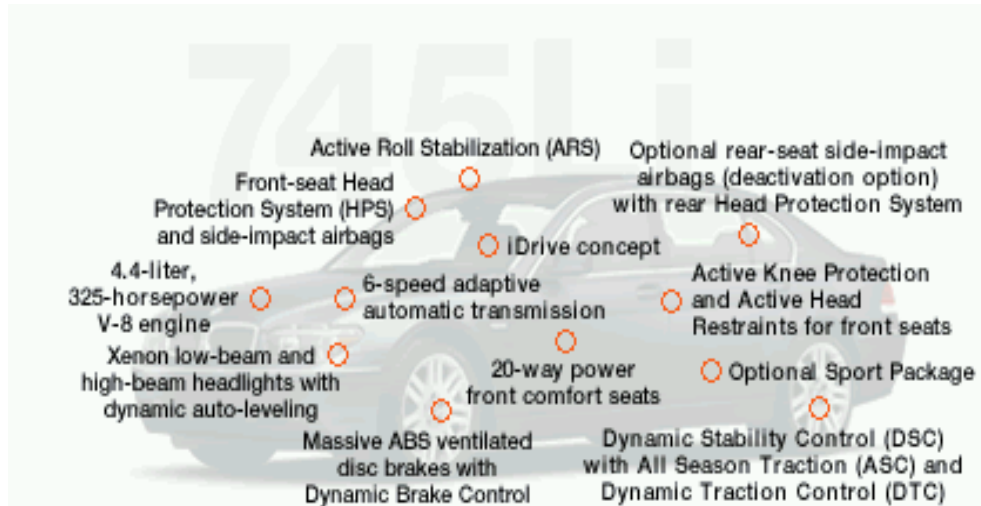 745Li
Active Roll Stabilization (ARS)
Optional rear-seat side-impact
airbags (deactivation option)
with rear Head Protection System
Front-seat Head
Protection System (HPS)
and side-impact airbags
iDrive concept
4.4-liter,
325-horsepower
V-8 engine
6-speed adaptive
automatic transmission
Active Knee Protection
and Active Head
Restraints for front seats
Xenon low-beam and
high-beam headlights with
dynamic auto-leveling
20-way power
front comfort seats
Optional Sport Package
Massive ABS ventilated
disc brakes with
Dynamic Brake Control
Dynamic Stability Control (DSC)
with All Season Traction (ASC) and
Dynamic Traction Control (DTC)